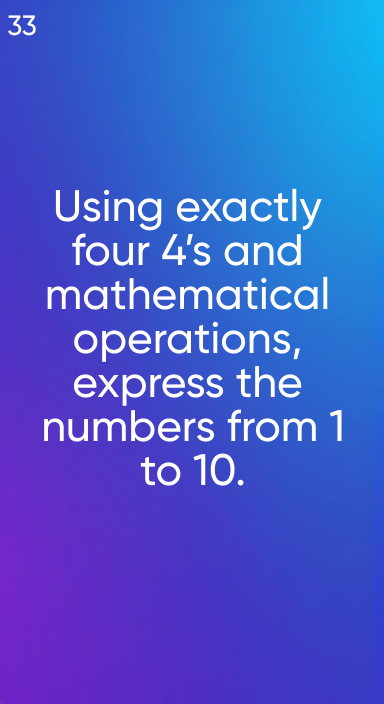 33
Using exactly
four 4’s and
mathematical
operations,
express the
numbers from 1
to 10.